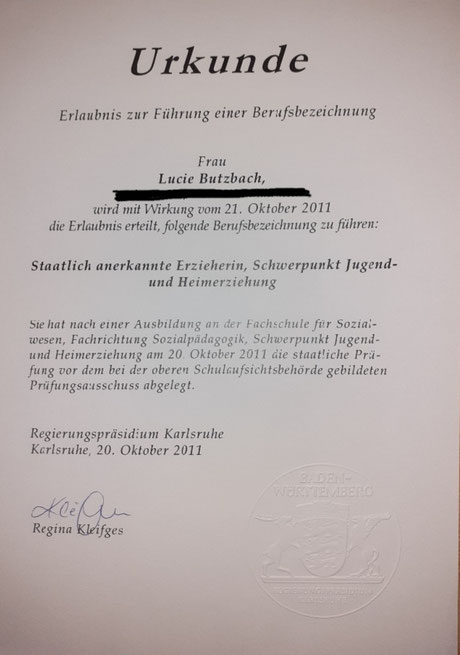 Urkunde
Erlaubnis zur Führung einer Berufsbezeichnung
Frau
Lucie Butzbach,
wird mit Wirkung vom 21. Oktober 2011
die Erlaubnis erteilt, folgende Berufsbezeichnung zu führen:
Staatlich anerkannte Erzieherin, Schwerpunkt Jugend-
und Heimerziehung
Sie hat nach einer Ausbildung an der Fachschule für Sozial-
wesen, Fachrichtung Sozialpädagogik, Schwerpunkt Jugend-
und Heimerziehung am 20. Oktober 2011 die staatliche Prü-
fung vor dem bei der oberen Schulaufsichtsbehörde gebildeten
Prüfungsausschuss abgelegt.
Regierungspräsidium Karlsruhe
Karlsruhe, 20. Oktober 2011
Regina Kleifges
BADEN-
WÜRTTEMBERG
REGIERUNGSPRÄSIDIUM
KARLSRUHE